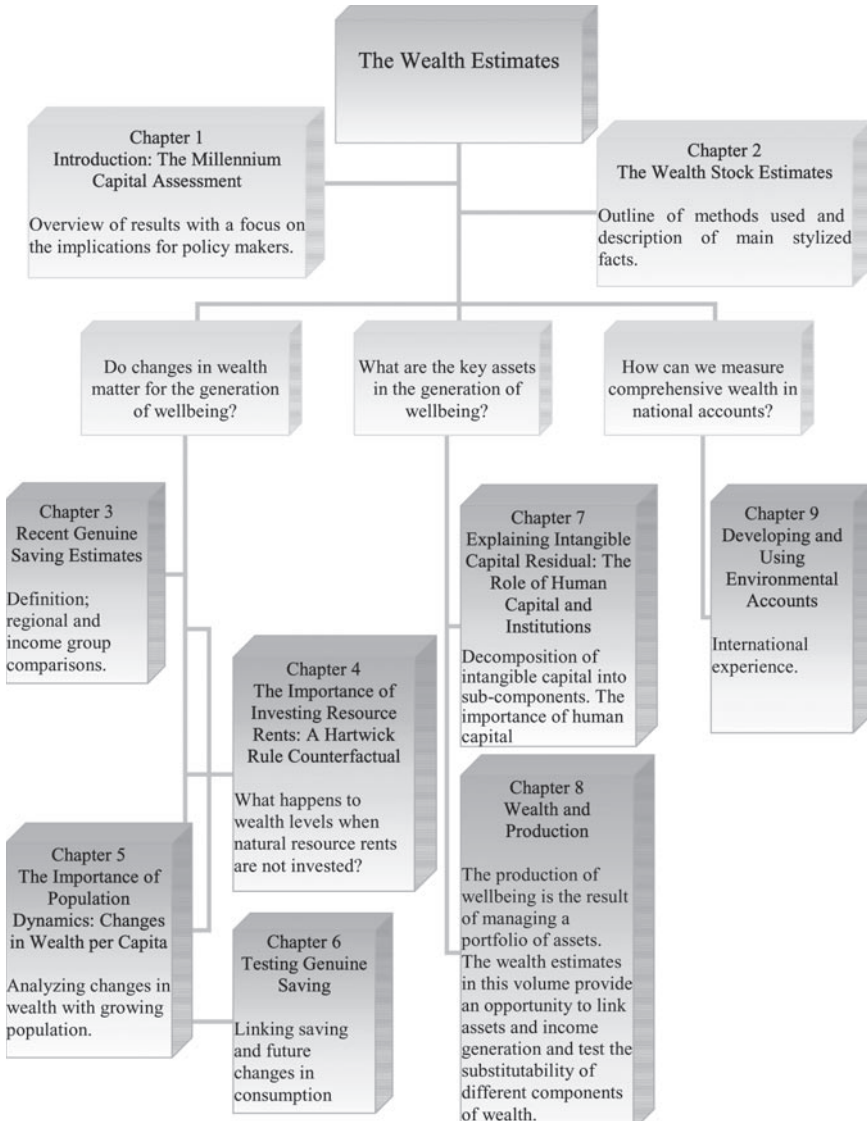 The Wealth Estimates
Chapter 1
Introduction: The Millennium
Capital Assessment
Overview of results with a focus on
the implications for policy makers.
Chapter 2
The Wealth Stock Estimates
Outline of methods used and
description of main stylized
facts.
Do changes in wealth
matter for the generation
of wellbeing?
What are the key assets
in the generation of
wellbeing?
How can we measure
comprehensive wealth in
national accounts?
Chapter 3
Recent Genuine
Saving Estimates
Definition;
regional and
income group
comparisons.
Chapter 4
The Importance of
Investing Resource
Rents: A Hartwick
Rule Counterfactual
What happens to
wealth levels when
natural resource rents
are not invested?
Chapter 5
The Importance of
Population
Dynamics: Changes
in Wealth per Capita
Analyzing changes in
wealth with growing
population.
Chapter 6
Testing Genuine
Saving
Linking saving
and future
changes in
consumption
Chapter 7
Explaining Intangible
Capital Residual: The
Role of Human
Capital and
Institutions
Decomposition of
intangible capital into
sub-components. The
importance of human
capital
Chapter 8
Wealth and
Production
The production of
wellbeing is the result
of managing a
portfolio of assets.
The wealth estimates
in this volume provide
an opportunity to link
assets and income
generation and test the
substitutability of
different components
of wealth.
Chapter 9
Developing and
Using
Environmental
Accounts
International
experience.